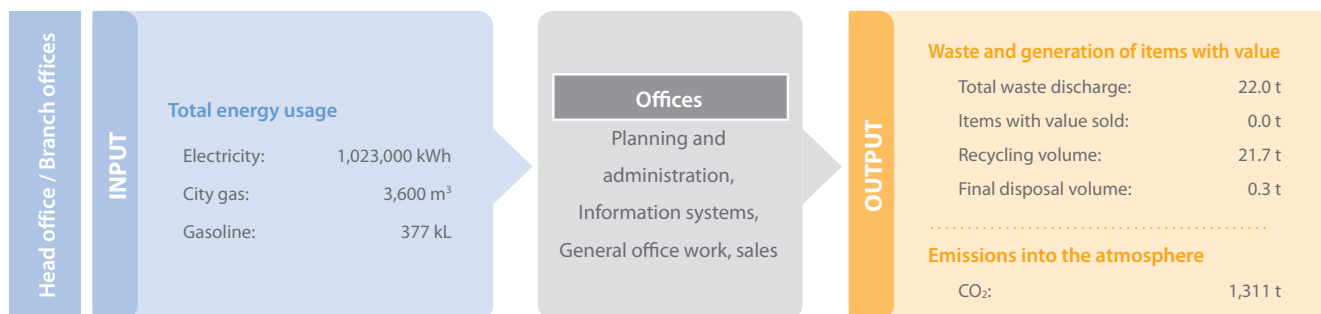 Head office / Branch offices
INPUT
Total energy usage
Electricity: 1,023,000 kWh
City gas: 3,600 m³
Gasoline: 377 kL
Offices
Planning and
administration,
Information systems,
General office work, sales
OUTPUT
Waste and generation of items with value
Total waste discharge: 22.0 t
Items with value sold: 0.0 t
Recycling volume: 21.7 t
Final disposal volume: 0.3 t
Emissions into the atmosphere
CO₂: 1,311 t